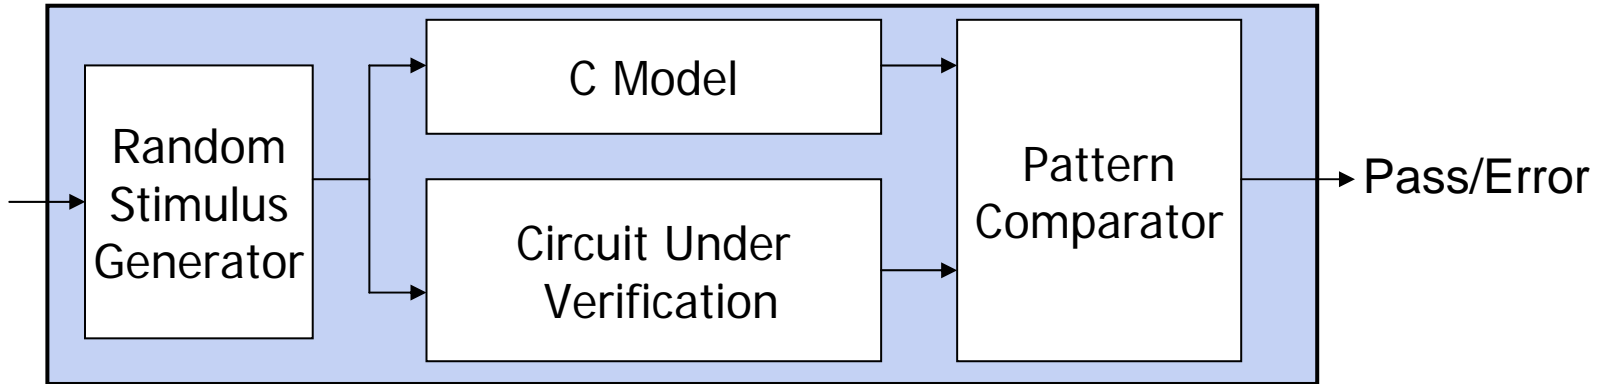 Random
Stimulus
Generator
C Model
Circuit Under
Verification
Pattern
Comparator
Pass/Error